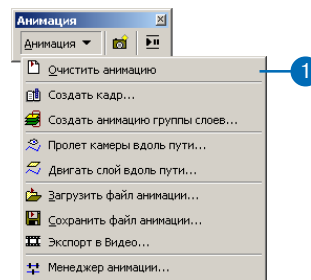 Анимация
Анимация
Очистить анимацию
1
Создать кадр...
Создать анимацию группы слоев...
Пролет камеры вдоль пути...
Двигать слой вдоль пути...
Загрузить файл анимации...
Сохранить файл анимации...
Экспорт в Видео...
Менеджер анимации...